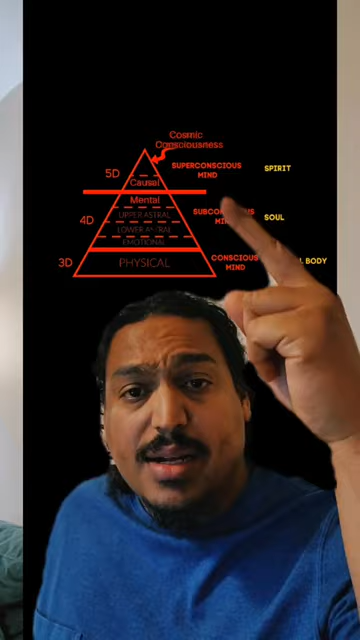 Cosmic
Consciousness
5D
SUPERCONSCIOUS
MIND
SPIRIT
Causal
Mental
4D
UPPER ASTRAL
SOUL
LOWER ASTRAL
EMOTIONAL
3D
PHYSICAL
CONSCIOUS
MIND
BODY